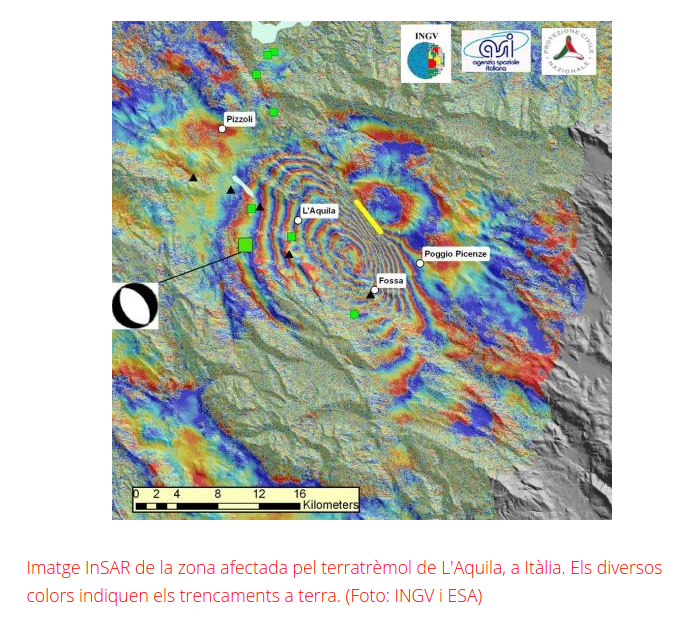 INGV
asi
agenzia spaziale
italiana
PROTEZIONE CIVILE
NAZIONALE
Pizzoli
L'Aquila
Poggio Picenze
Fossa
0 2 4 8 12 16
Kilometers
Imatge InSAR de la zona afectada pel terratrèmol de L'Aquila, a Itàlia. Els diversos
colors indiquen els trencaments a terra. (Foto: INGV i ESA)